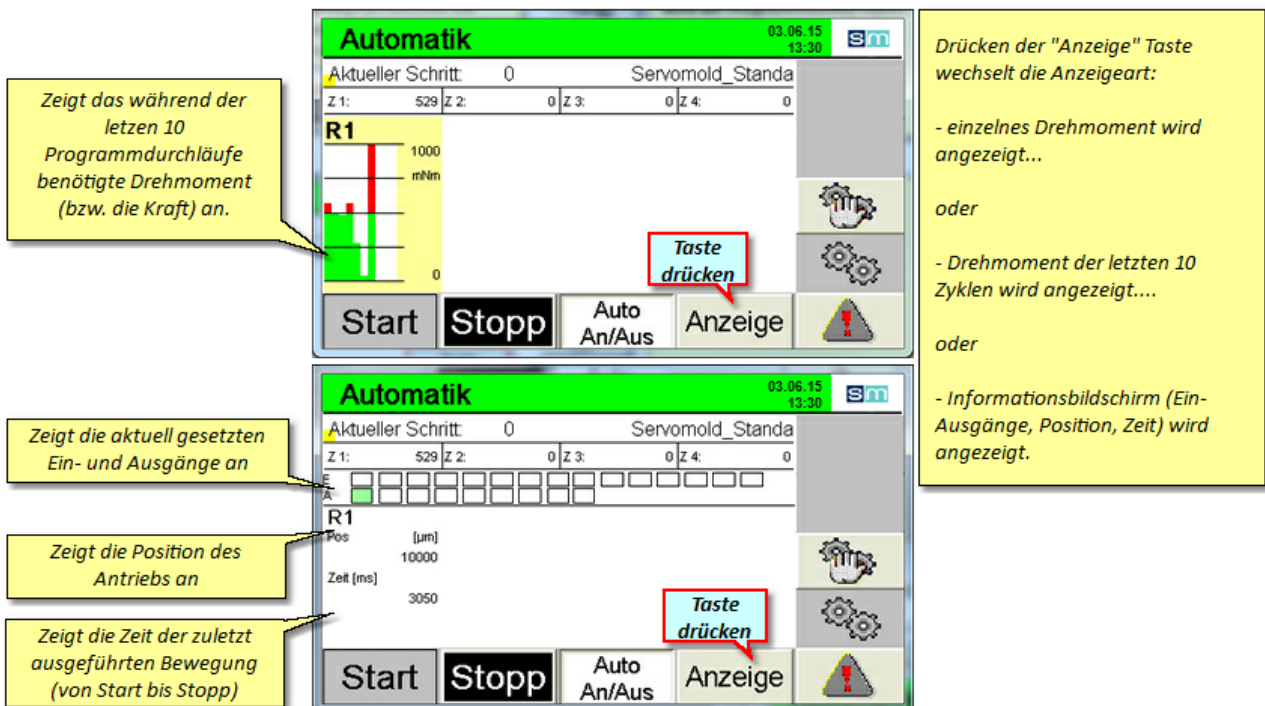 Zeigt das während der
letzen 10
Programmdurchläufe
benötigte Drehmoment
(bzw. die Kraft) an.
Automatik
03.06.15
13:30
sm
Aktueller Schritt: 0 Servomold_Standa
Z 1: 529 Z 2: 0 Z 3: 0 Z 4: 0
R1
1000
mNm
0
Taste
drücken
Start Stopp Auto An/Aus Anzeige
Drücken der "Anzeige" Taste
wechselt die Anzeigeart:
- einzelnes Drehmoment wird
angezeigt...
oder
- Drehmoment der letzten 10
Zyklen wird angezeigt....
oder
- Informationsbildschirm (Ein-
Ausgänge, Position, Zeit) wird
angezeigt.
Zeigt die aktuell gesetzten
Ein- und Ausgänge an
Zeigt die Position des
Antriebs an
Zeigt die Zeit der zuletzt
ausgeführten Bewegung
(von Start bis Stopp)
Automatik
03.06.15
13:30
sm
Aktueller Schritt: 0 Servomold_Standa
Z 1: 529 Z 2: 0 Z 3: 0 Z 4: 0
E
A
R1
Pos [µm]
10000
Zeit [ms]
3050
Taste
drücken
Start Stopp Auto An/Aus Anzeige